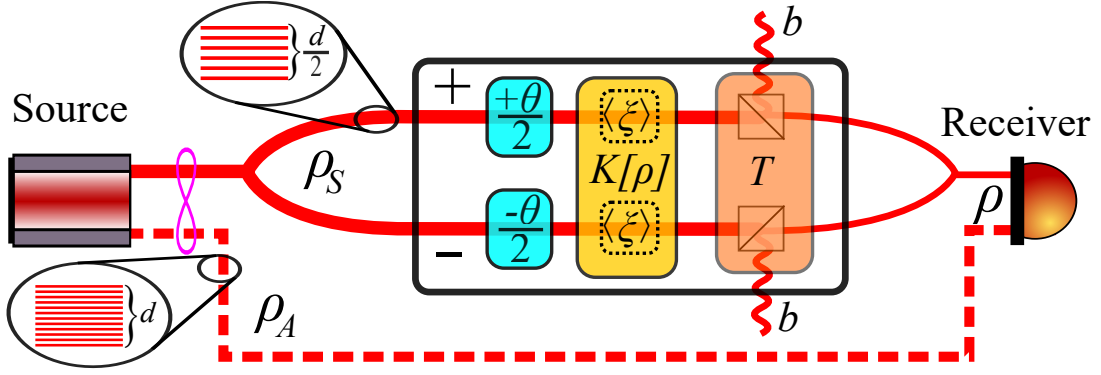 Source
ρ_S
ρ_A
} d/2
} d
+
−
+θ/2
-θ/2
⟨ξ⟩
K[ρ]
⟨ξ⟩
T
b
b
ρ
Receiver